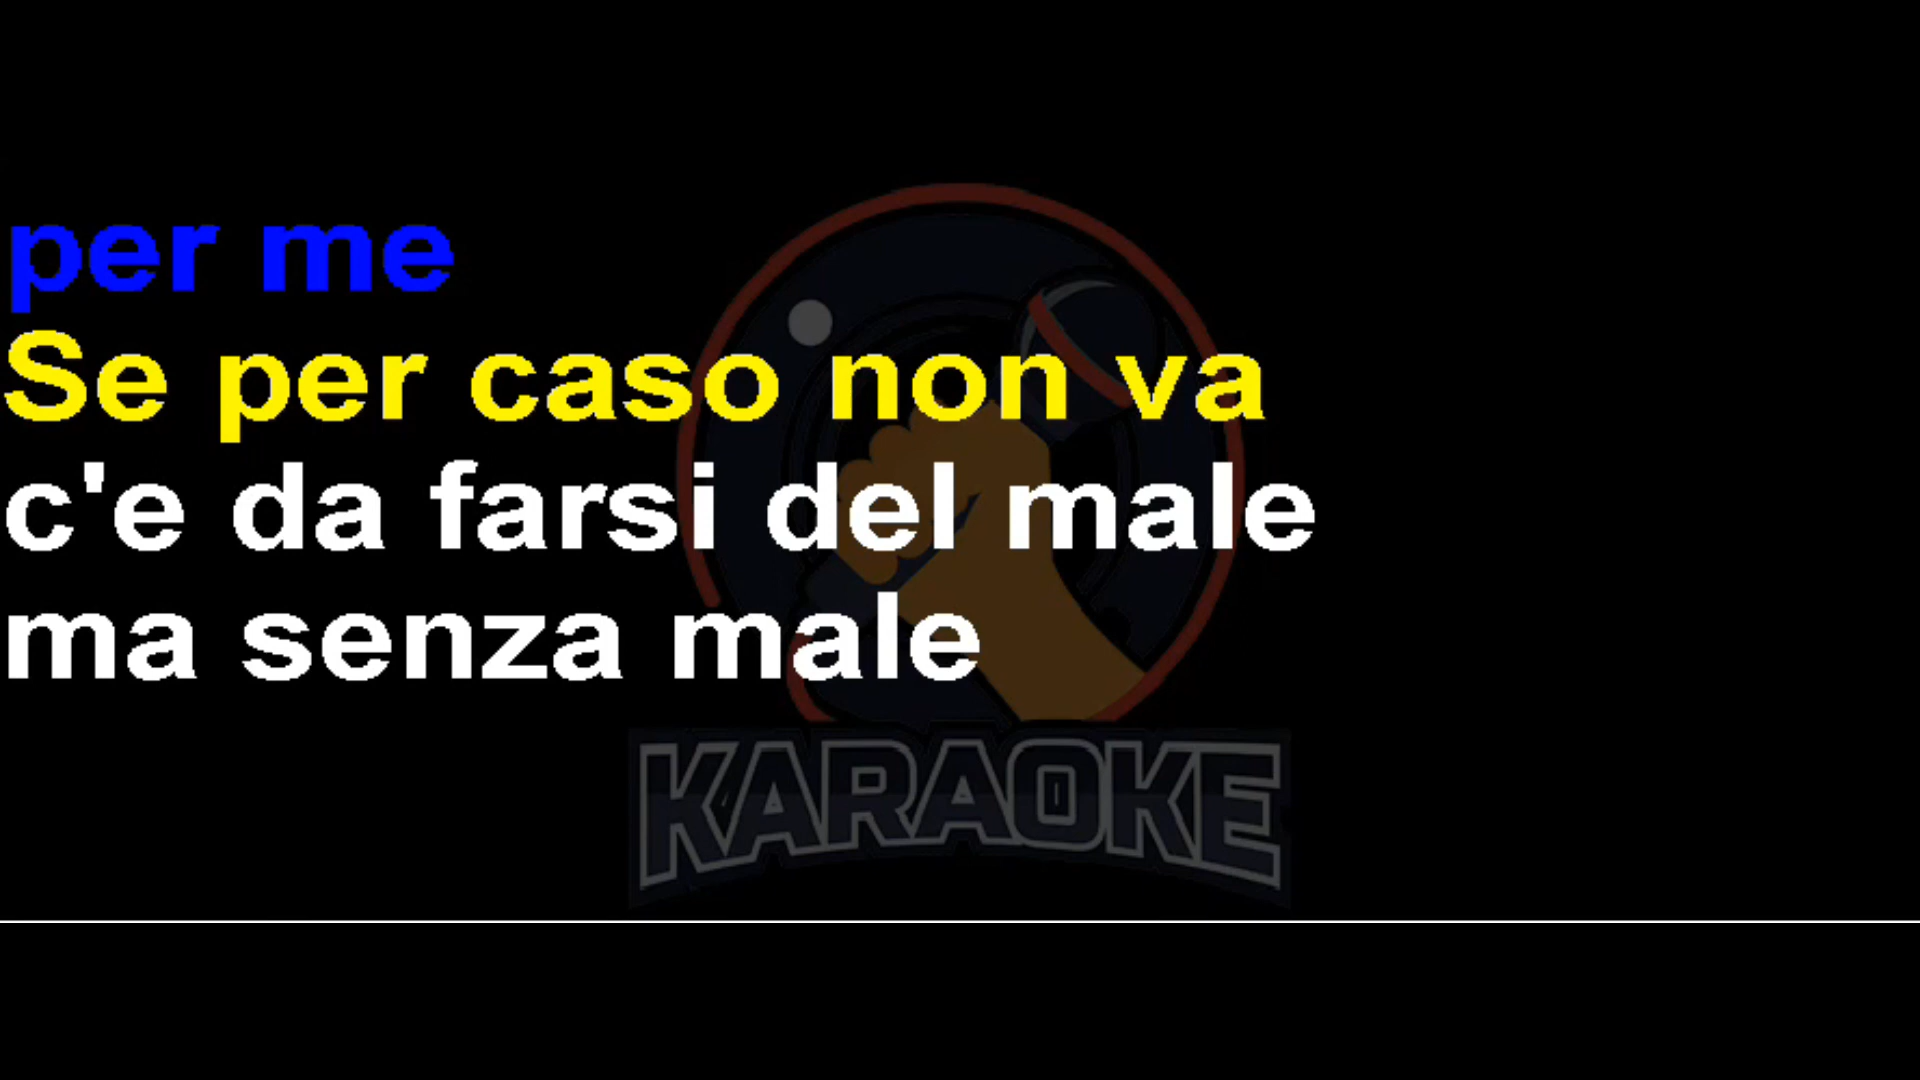 per me
Se per caso non va
c'e da farsi del male
ma senza male
KARAOKE